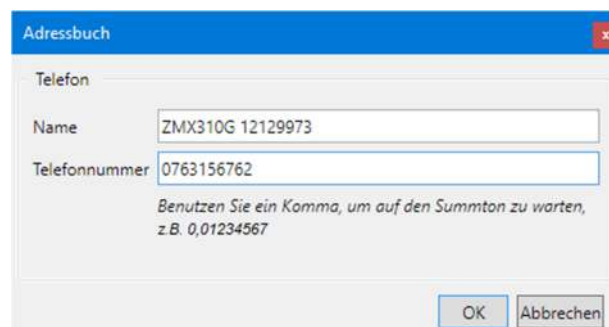 Adressbuch
x
Telefon
Name
ZMX310G 12129973
Telefonnummer
0763156762
Benutzen Sie ein Komma, um auf den Summton zu warten,
z.B. 0,01234567
OK
Abbrechen